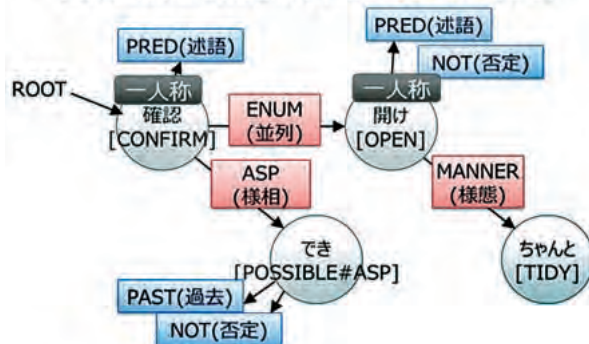 PRED(述語)
PRED(述語)
NOT(否定)
ROOT
一人称
確認
[CONFIRM]
ENUM
(並列)
一人称
開け
[OPEN]
ASP
(様相)
MANNER
(様態)
でき
[POSSIBLE#ASP]
ちゃんと
[TIDY]
PAST(過去)
NOT(否定)